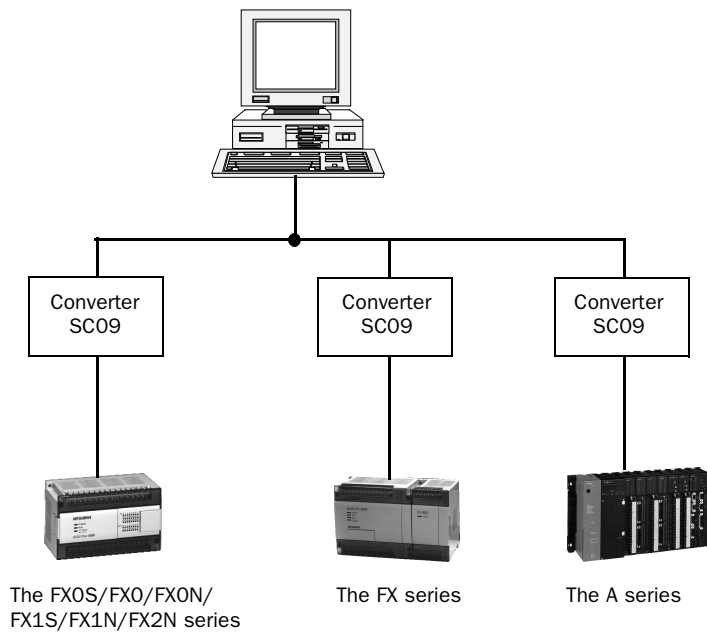 Converter
SC09
Converter
SC09
Converter
SC09
MITSUBISHI
The FX0S/FX0/FX0N/
FX1S/FX1N/FX2N series
The FX series
The A series